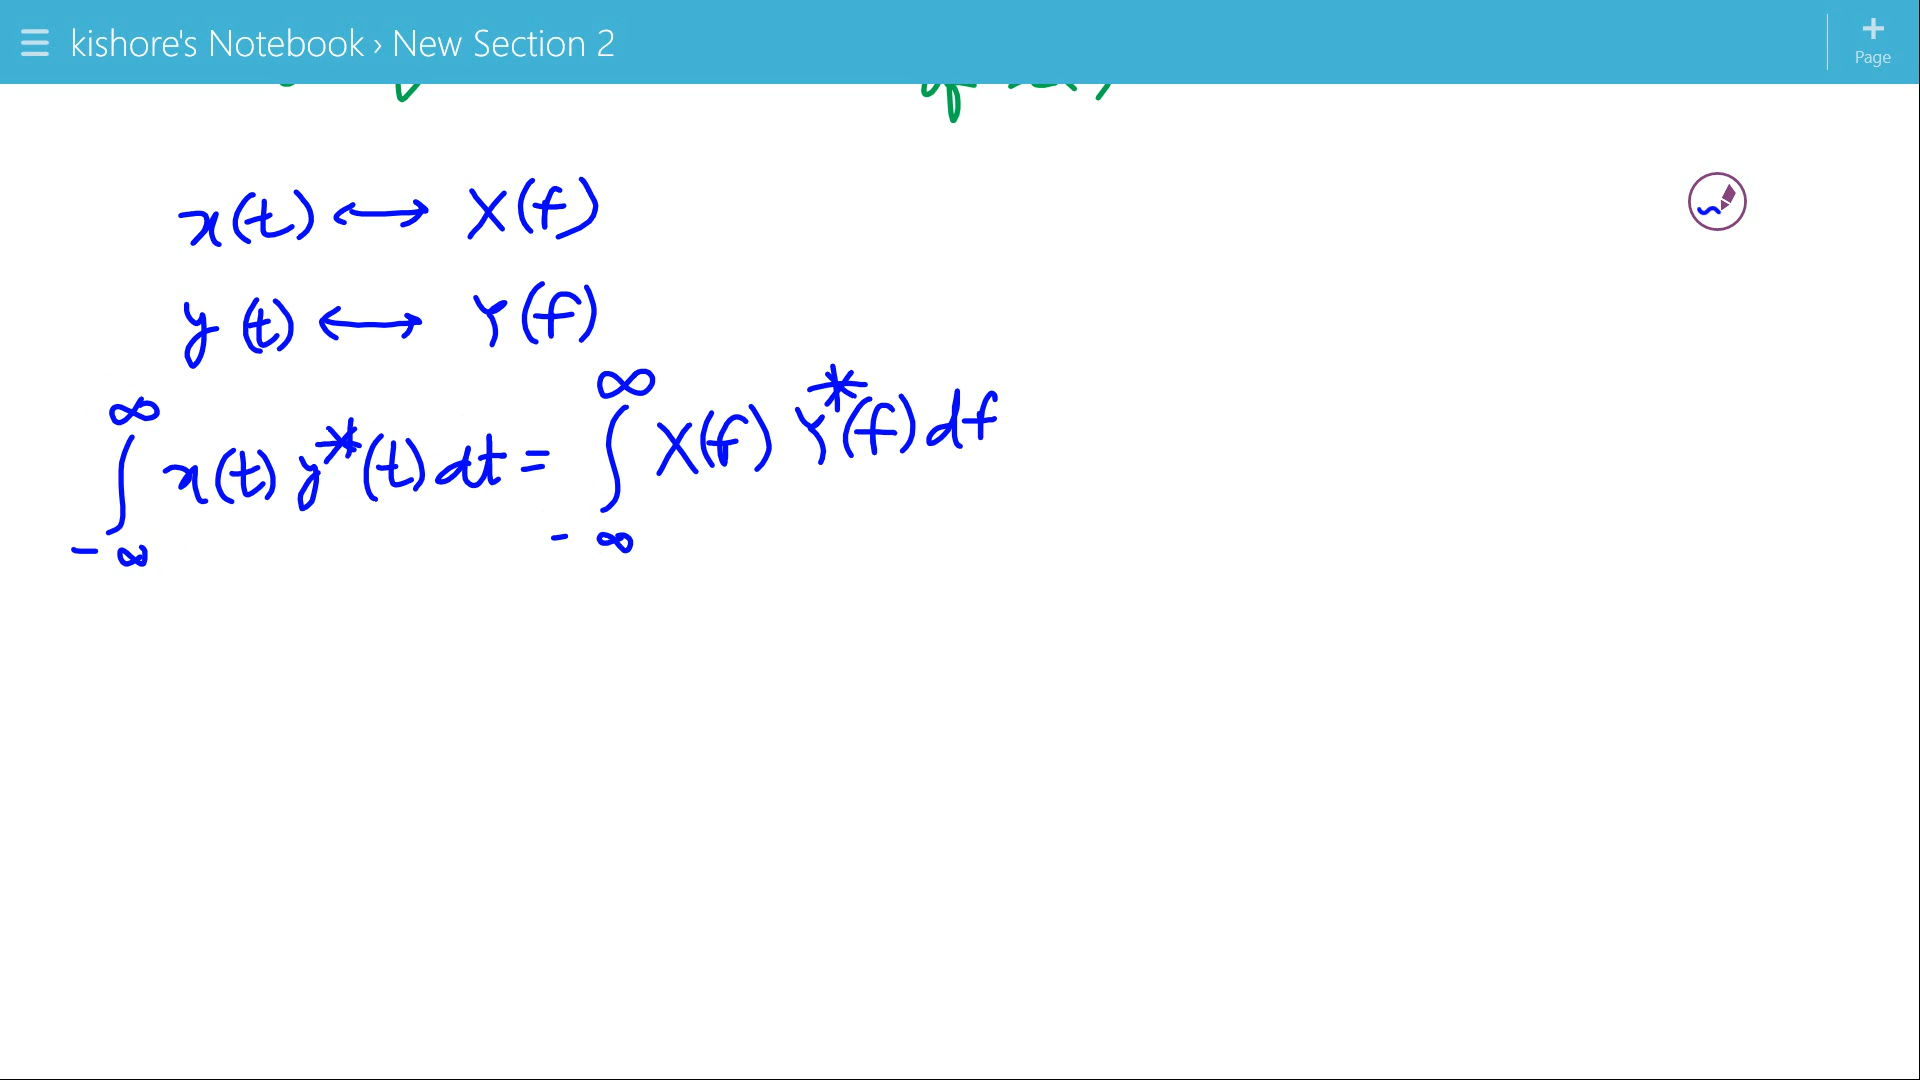 kishore's Notebook › New Section 2
Page
x(t) ⟷ X(f)
y(t) ⟷ Y(f)
∫_{-∞}^{∞} x(t) y*(t) dt = ∫_{-∞}^{∞} X(f) Y*(f) df